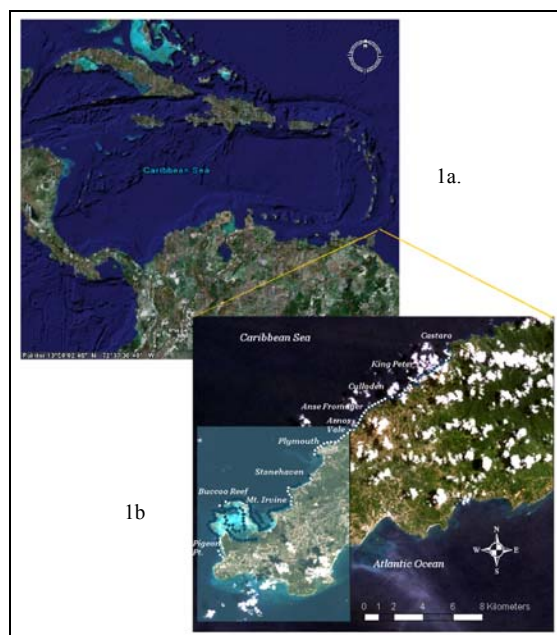 N
Caribbean Sea
1a.
Caribbean Sea
Castara
King Peter
Culloden
Anse Fromager
Arnos
Vale
Plymouth
Stonehaven
Buccoo Reef
Mt. Irvine
Pigeon
Pt.
1b
Atlantic Ocean
N
W
E
S
0 1 2 4 6 8 Kilometers